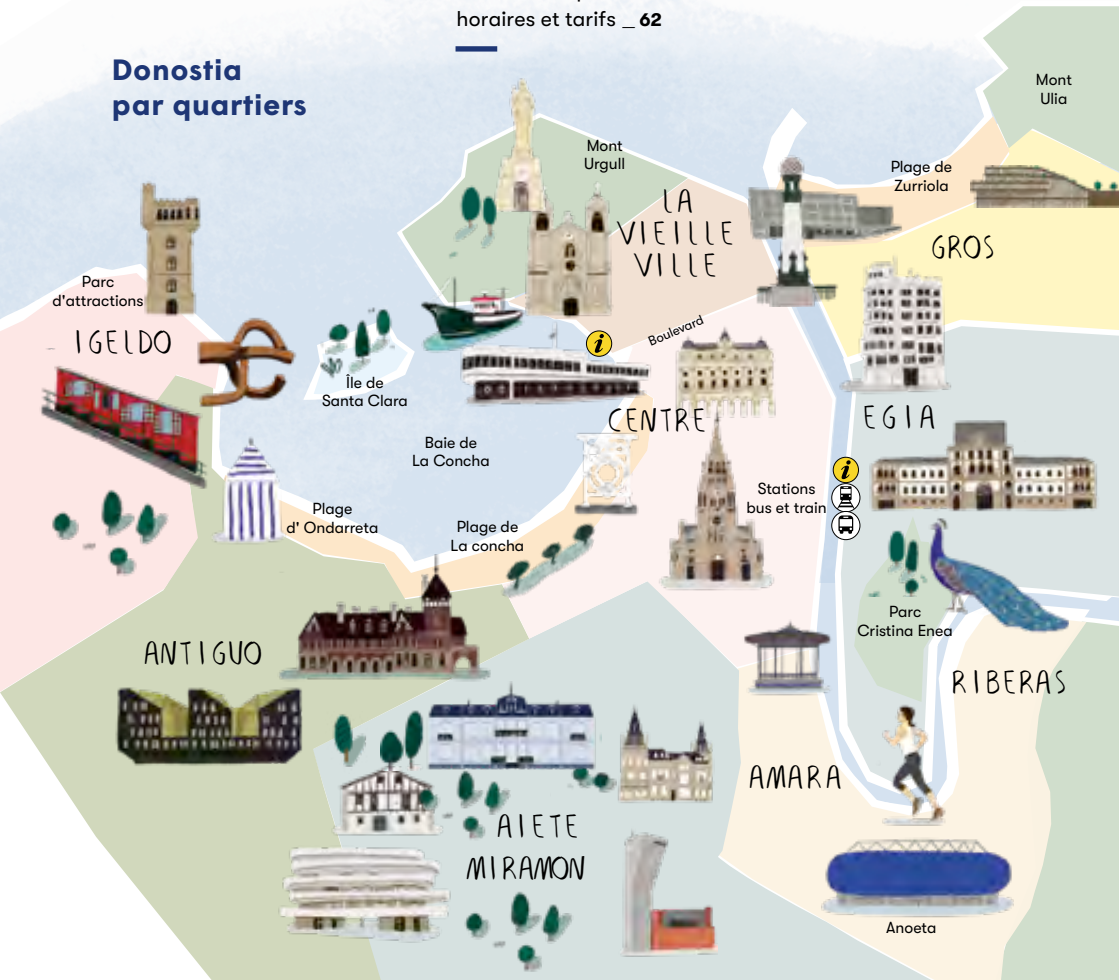 horaires et tarifs _ 62
Donostia
par quartiers
Mont
Ulia
Mont
Urgull
Plage de
Zurriola
LA
VIEILLE
VILLE
GROS
Parc
d'attractions
IGELDO
Boulevard
Île de
Santa Clara
CENTRE
EGIA
Baie de
La Concha
Stations
bus et train
Plage
d' Ondarreta
Plage de
La concha
Parc
Cristina Enea
ANTIGUO
RIBERAS
AMARA
AIETE
MIRAMON
Anoeta